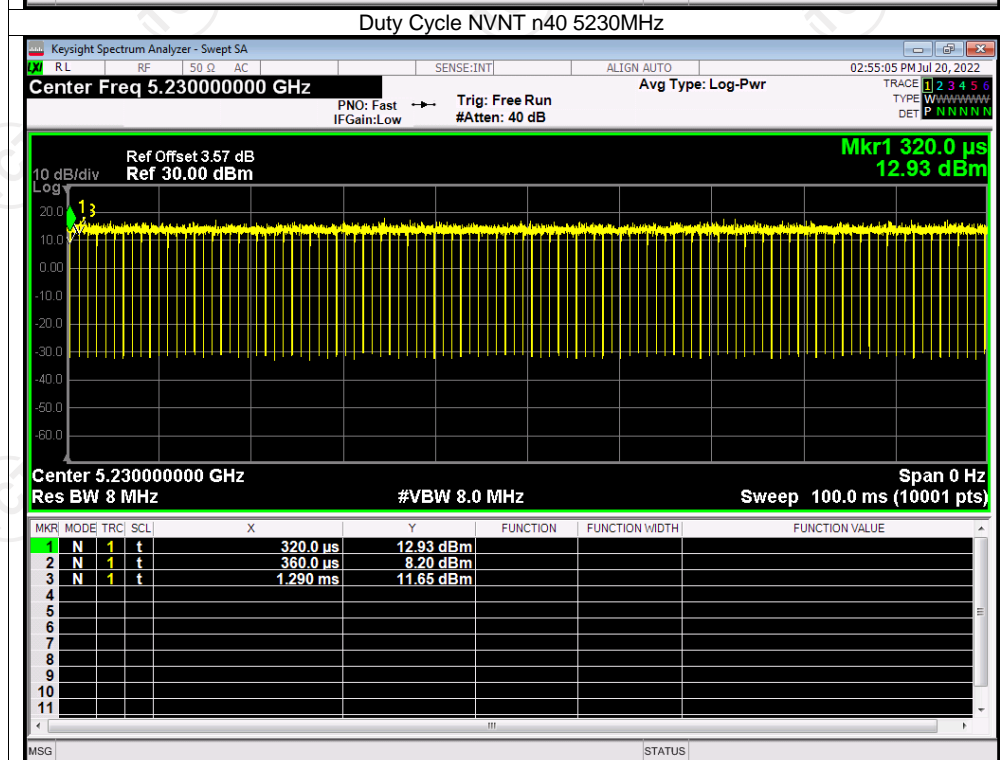 Duty Cycle NVNT n40 5230MHz
Keysight Spectrum Analyzer - Swept SA
LXI RL RF 50 Ω AC SENSE:INT ALIGN AUTO 02:55:05 PM Jul 20, 2022
Center Freq 5.230000000 GHz Avg Type: Log-Pwr TRACE 1 2 3 4 5 6
PNO: Fast Trig: Free Run TYPE WWWWWW
IFGain:Low #Atten: 40 dB DET P N N N N N
Mkr1 320.0 µs
12.93 dBm
Ref Offset 3.57 dB
10 dB/div Ref 30.00 dBm
Log
1 3
20.0
10.0
0.00
-10.0
-20.0
-30.0
-40.0
-50.0
-60.0
Center 5.230000000 GHz Span 0 Hz
Res BW 8 MHz #VBW 8.0 MHz Sweep 100.0 ms (10001 pts)
MKR MODE TRC SCL X Y FUNCTION FUNCTION WIDTH FUNCTION VALUE
1 N 1 t 320.0 µs 12.93 dBm
2 N 1 t 360.0 µs 8.20 dBm
3 N 1 t 1.290 ms 11.65 dBm
4
5
6
7
8
9
10
11
MSG STATUS